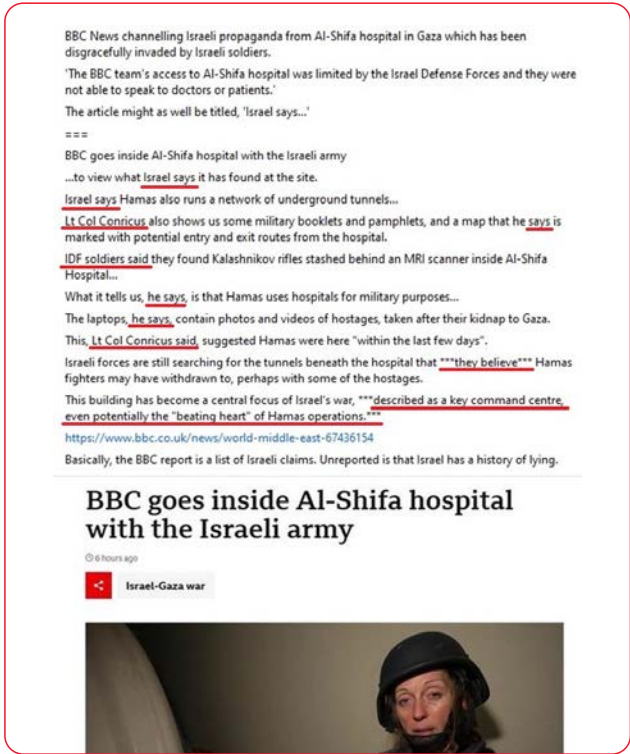 BBC News channelling Israeli propaganda from Al-Shifa hospital in Gaza which has been
disgracefully invaded by Israeli soldiers.
'The BBC team's access to Al-Shifa hospital was limited by the Israel Defense Forces and they were
not able to speak to doctors or patients.'
The article might as well be titled, 'Israel says...'
===
BBC goes inside Al-Shifa hospital with the Israeli army
...to view what Israel says it has found at the site.
Israel says Hamas also runs a network of underground tunnels...
Lt Col Conricus also shows us some military booklets and pamphlets, and a map that he says is
marked with potential entry and exit routes from the hospital.
IDF soldiers said they found Kalashnikov rifles stashed behind an MRI scanner inside Al-Shifa
Hospital...
What it tells us, he says, is that Hamas uses hospitals for military purposes...
The laptops, he says, contain photos and videos of hostages, taken after their kidnap to Gaza.
This, Lt Col Conricus said, suggested Hamas were here "within the last few days".
Israeli forces are still searching for the tunnels beneath the hospital that ***they believe*** Hamas
fighters may have withdrawn to, perhaps with some of the hostages.
This building has become a central focus of Israel's war, ***described as a key command centre,
even potentially the "beating heart" of Hamas operations.***
https://www.bbc.co.uk/news/world-middle-east-67436154
Basically, the BBC report is a list of Israeli claims. Unreported is that Israel has a history of lying.
BBC goes inside Al-Shifa hospital
with the Israeli army
6 hours ago
Israel-Gaza war